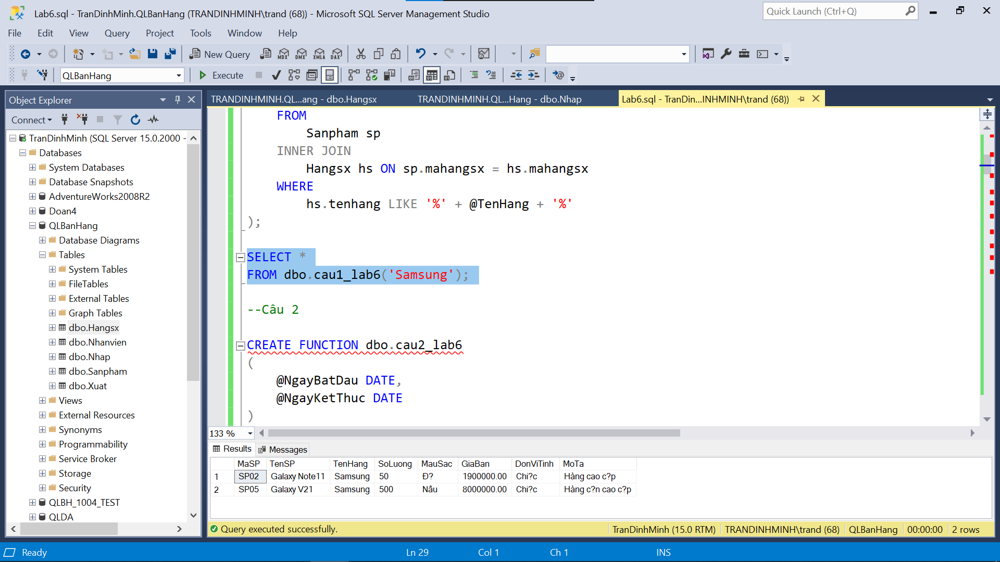 Lab6.sql - TranDinhMinh.QLBanHang (TRANDINHMINH\trand (68)) - Microsoft SQL Server Management Studio
Quick Launch (Ctrl+Q)
File Edit View Query Project Tools Window Help
New Query
MDX DMX XMLA DAX
QLBanHang
Execute
Object Explorer
Connect
TranDinhMinh (SQL Server 15.0.2000 -
Databases
System Databases
Database Snapshots
AdventureWorks2008R2
Doan4
QLBanHang
Database Diagrams
Tables
System Tables
FileTables
External Tables
Graph Tables
dbo.Hangsx
dbo.Nhanvien
dbo.Nhap
dbo.Sanpham
dbo.Xuat
Views
External Resources
Synonyms
Programmability
Service Broker
Storage
Security
QLBH_1004_TEST
QLDA
TRANDINHMINH.QL...ang - dbo.Hangsx
TRANDINHMINH.QL...Hang - dbo.Nhap
Lab6.sql - TranDin...INHMINH\trand (68))
FROM
Sanpham sp
INNER JOIN
Hangsx hs ON sp.mahangsx = hs.mahangsx
WHERE
hs.tenhang LIKE '%' + @TenHang + '%'
);
SELECT *
FROM dbo.cau1_lab6('Samsung');
--Câu 2
CREATE FUNCTION dbo.cau2_lab6
(
@NgayBatDau DATE,
@NgayKetThuc DATE
)
133 %
Results Messages
MaSP TenSP TenHang SoLuong MauSac GiaBan DonViTinh MoTa
1 SP02 Galaxy Note11 Samsung 50 Đ? 1900000.00 Chi?c Hàng cao c?p
2 SP05 Galaxy V21 Samsung 500 Nâu 8000000.00 Chi?c Hàng c?n cao c?p
Query executed successfully.
TranDinhMinh (15.0 RTM) TRANDINHMINH\trand (68) QLBanHang 00:00:00 2 rows
Ready Ln 29 Col 1 Ch 1 INS